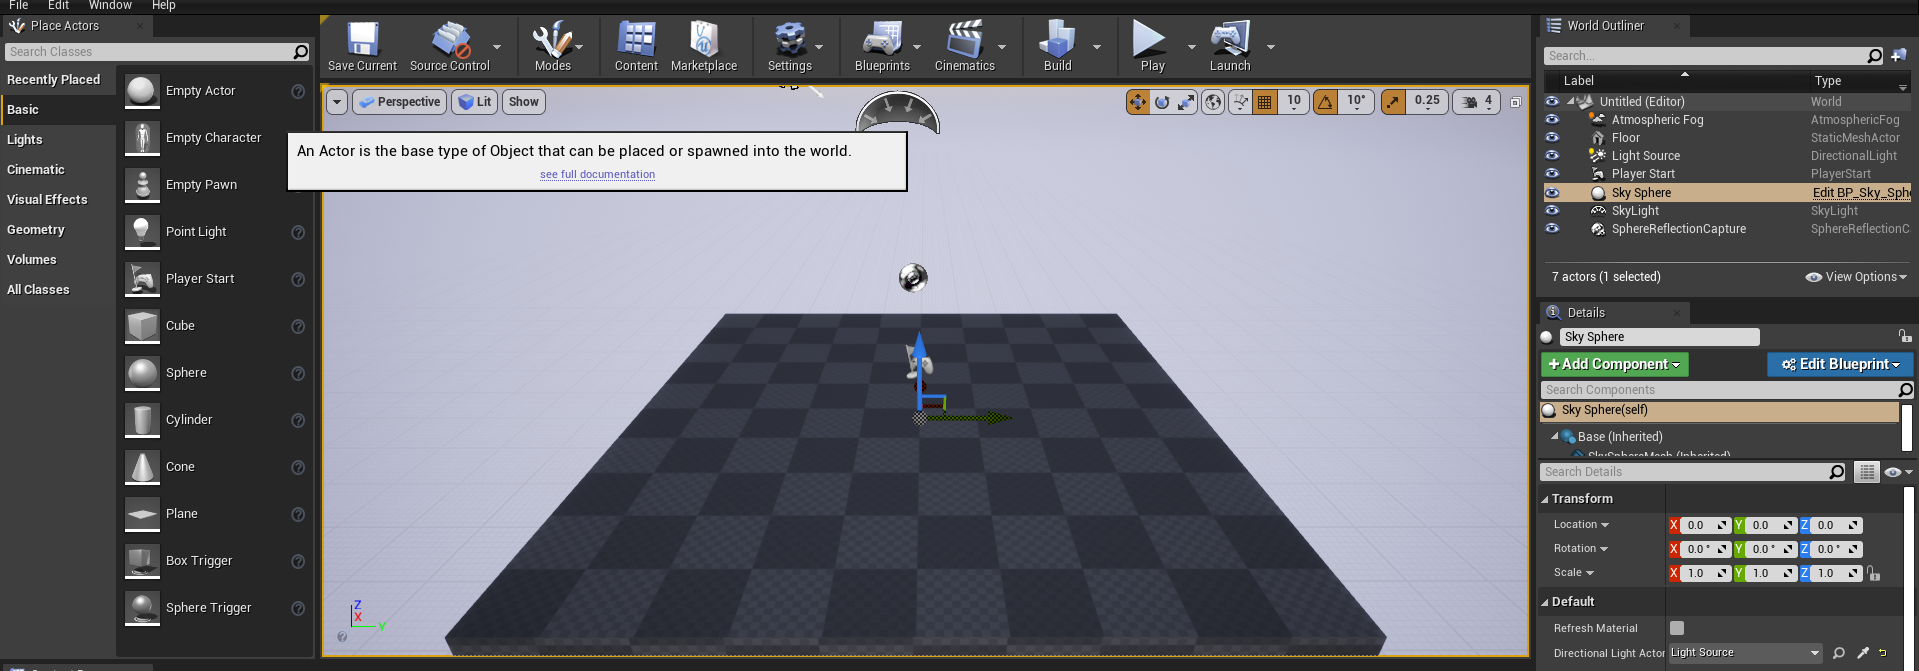 File Edit Window Help
Place Actors
Search Classes
Recently Placed
Basic
Lights
Cinematic
Visual Effects
Geometry
Volumes
All Classes
Empty Actor
Empty Character
Empty Pawn
Point Light
Player Start
Cube
Sphere
Cylinder
Cone
Plane
Box Trigger
Sphere Trigger
Save Current
Source Control
Modes
Content
Marketplace
Settings
Blueprints
Cinematics
Build
Play
Launch
Perspective
Lit
Show
10
10°
0.25
4
An Actor is the base type of Object that can be placed or spawned into the world.
see full documentation
Z
X
Y
World Outliner
Search...
Label Type
Untitled (Editor) World
Atmospheric Fog AtmosphericFog
Floor StaticMeshActor
Light Source DirectionalLight
Player Start PlayerStart
Sky Sphere Edit BP_Sky_Sph
SkyLight SkyLight
SphereReflectionCapture SphereReflectionC
7 actors (1 selected) View Options
Details
Sky Sphere
+Add Component Edit Blueprint
Search Components
Sky Sphere(self)
Base (Inherited)
SkySphereMesh (Inherited)
Search Details
Transform
Location X 0.0 Y 0.0 Z 0.0
Rotation X 0.0° Y 0.0° Z 0.0°
Scale X 1.0 Y 1.0 Z 1.0
Default
Refresh Material
Directional Light Actor Light Source